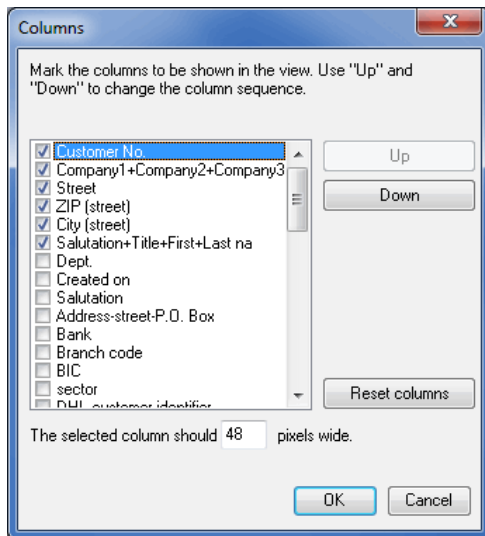 Columns
Mark the columns to be shown in the view. Use "Up" and
"Down" to change the column sequence.
Customer No.
Company1+Company2+Company3
Street
ZIP (street)
City (street)
Salutation+Title+First+Last na
Dept.
Created on
Salutation
Address-street-P.O. Box
Bank
Branch code
BIC
sector
DHL customer identifier
Up
Down
Reset columns
The selected column should 48 pixels wide.
OK
Cancel